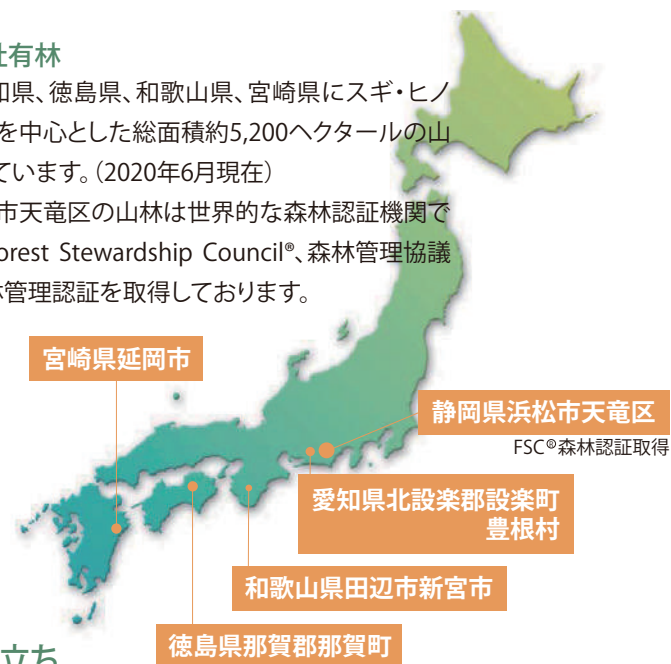 社有林
和県、徳島県、和歌山県、宮崎県にスギ・ヒノ
を中心とした総面積約5,200ヘクタールの山
ています。(2020年6月現在)
市天竜区の山林は世界的な森林認証機関で
orest Stewardship Council®、森林管理協議
林管理認証を取得しております。
宮崎県延岡市
静岡県浜松市天竜区
FSC®森林認証取得
愛知県北設楽郡設楽町
豊根村
和歌山県田辺市新宮市
徳島県那賀郡那賀町
立ち